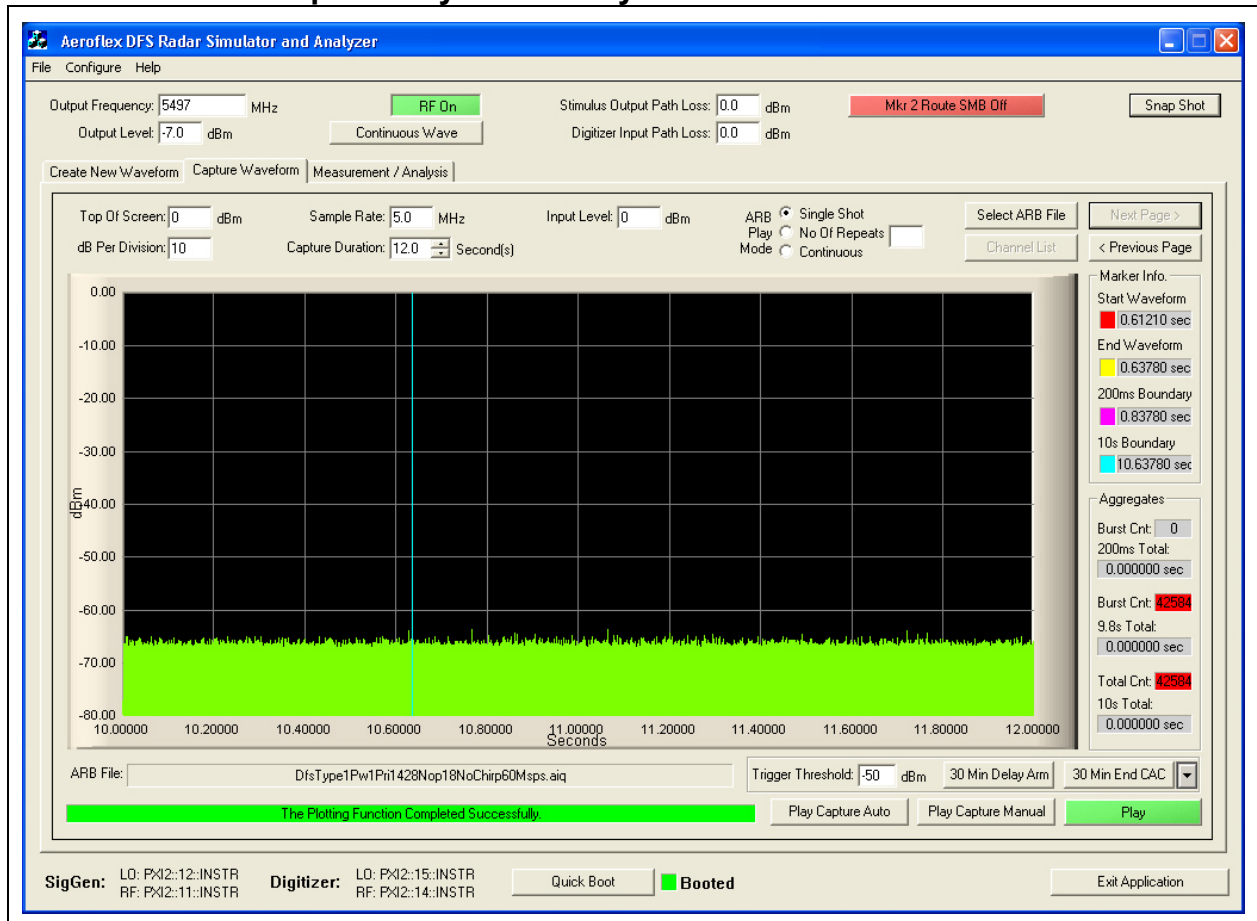 Aeroflex DFS Radar Simulator and Analyzer
File Configure Help
Output Frequency: 5497 MHz
RF On
Stimulus Output Path Loss: 0.0 dBm
Mkr 2 Route SMB Off
Snap Shot
Output Level: -7.0 dBm
Continuous Wave
Digitizer Input Path Loss: 0.0 dBm
Create New Waveform
Capture Waveform
Measurement / Analysis
Top Of Screen: 0 dBm
Sample Rate: 5.0 MHz
Input Level: 0 dBm
ARB Play Mode
Single Shot
No Of Repeats
Continuous
Select ARB File
Next Page >
dB Per Division: 10
Capture Duration: 12.0 Second(s)
Channel List
< Previous Page
0.00
-10.00
-20.00
-30.00
-40.00
-50.00
-60.00
-70.00
-80.00
dBm
10.00000 10.20000 10.40000 10.60000 10.80000 11.00000 11.20000 11.40000 11.60000 11.80000 12.00000
Seconds
Marker Info.
Start Waveform
0.61210 sec
End Waveform
0.63780 sec
200ms Boundary
0.83780 sec
10s Boundary
10.63780 sec
Aggregates
Burst Cnt: 0
200ms Total:
0.000000 sec
Burst Cnt: 42584
9.8s Total:
0.000000 sec
Total Cnt: 42584
10s Total:
0.000000 sec
ARB File: DfsType1Pw1Pri1428Nop18NoChirp60Msps.aiq
Trigger Threshold: -50 dBm
30 Min Delay Arm
30 Min End CAC
The Plotting Function Completed Successfully.
Play Capture Auto
Play Capture Manual
Play
SigGen: LO: PXI2::12::INSTR
RF: PXI2::11::INSTR
Digitizer: LO: PXI2::15::INSTR
RF: PXI2::14::INSTR
Quick Boot
Booted
Exit Application